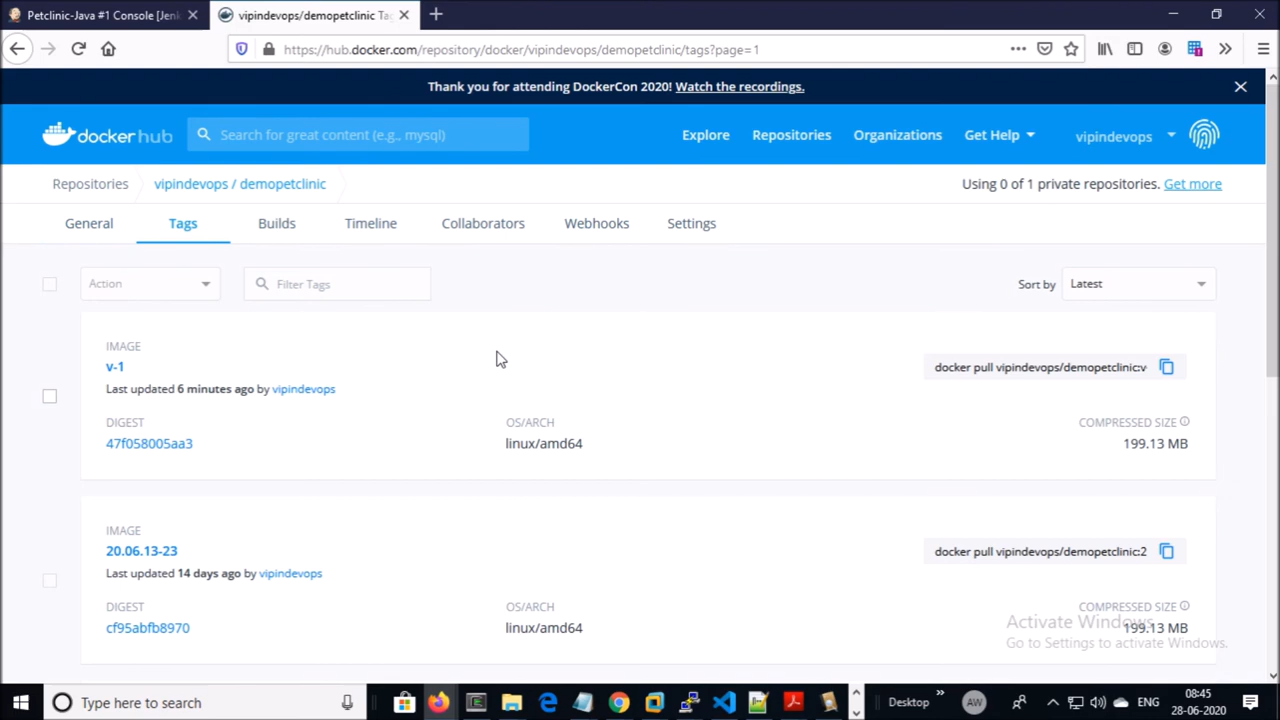 Petclinic-Java #1 Console [Jenk
vipindevops/demopetclinic Tag
https://hub.docker.com/repository/docker/vipindevops/demopetclinic/tags?page=1
Thank you for attending DockerCon 2020! Watch the recordings.
docker hub
Search for great content (e.g., mysql)
Explore
Repositories
Organizations
Get Help
vipindevops
Repositories
vipindevops / demopetclinic
Using 0 of 1 private repositories. Get more
General
Tags
Builds
Timeline
Collaborators
Webhooks
Settings
Action
Filter Tags
Sort by
Latest
IMAGE
v-1
Last updated 6 minutes ago by vipindevops
docker pull vipindevops/demopetclinic:v
DIGEST
47f058005aa3
OS/ARCH
linux/amd64
COMPRESSED SIZE
199.13 MB
IMAGE
20.06.13-23
Last updated 14 days ago by vipindevops
docker pull vipindevops/demopetclinic:2
DIGEST
cf95abfb8970
OS/ARCH
linux/amd64
COMPRESSED SIZE
199.13 MB
Activate Windows
Go to Settings to activate Windows.
Type here to search
Desktop
AW
ENG
08:45
28-06-2020